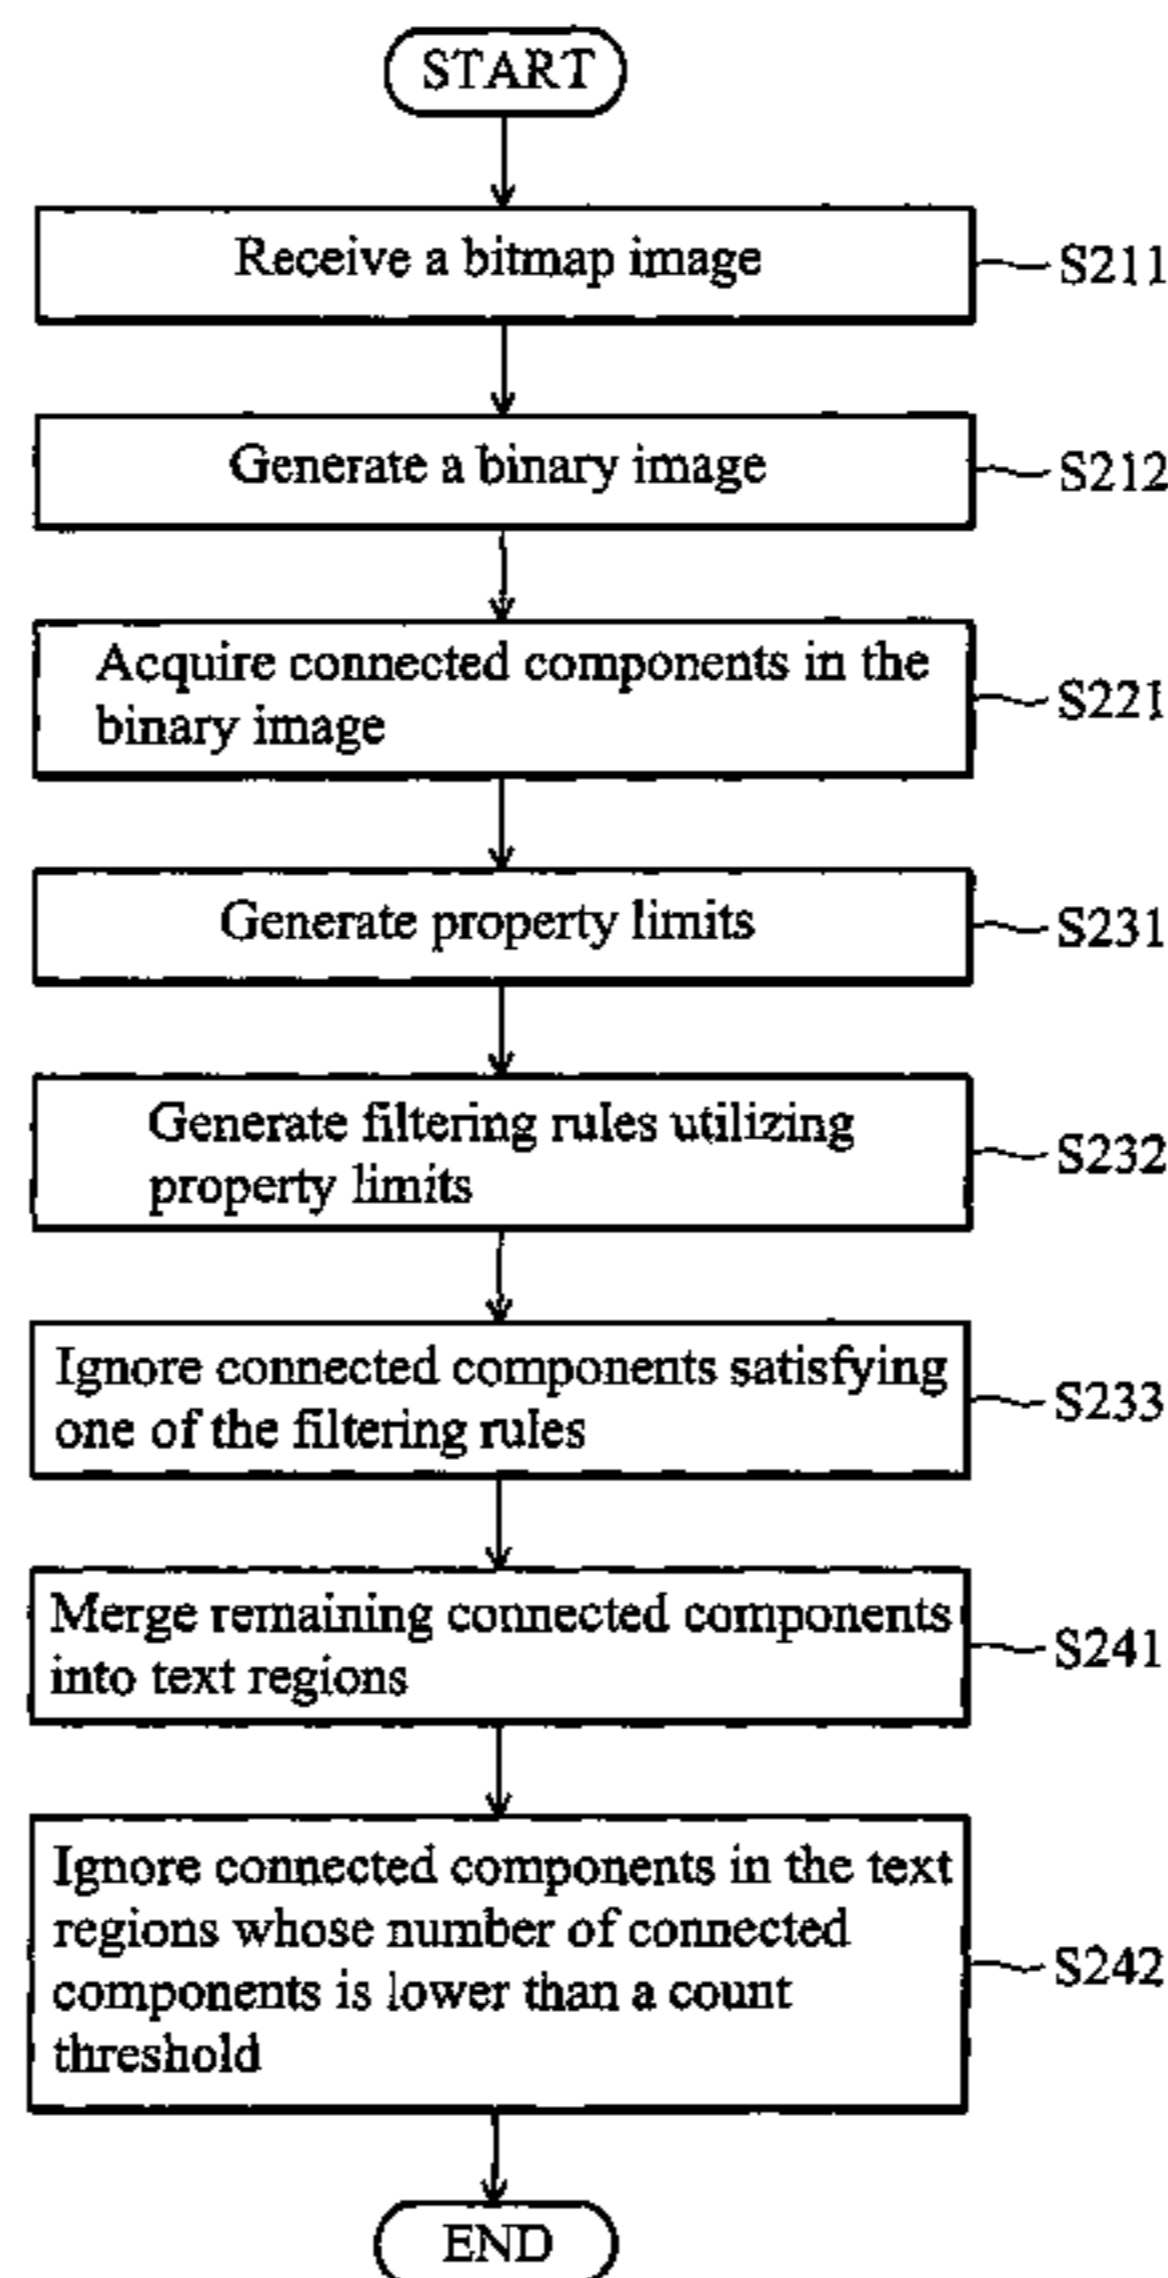 START
Receive a bitmap image
S211
Generate a binary image
S212
Acquire connected components in the
binary image
S221
Generate property limits
S231
Generate filtering rules utilizing
property limits
S232
Ignore connected components satisfying
one of the filtering rules
S233
Merge remaining connected components
into text regions
S241
Ignore connected components in the text
regions whose number of connected
components is lower than a count
threshold
S242
END